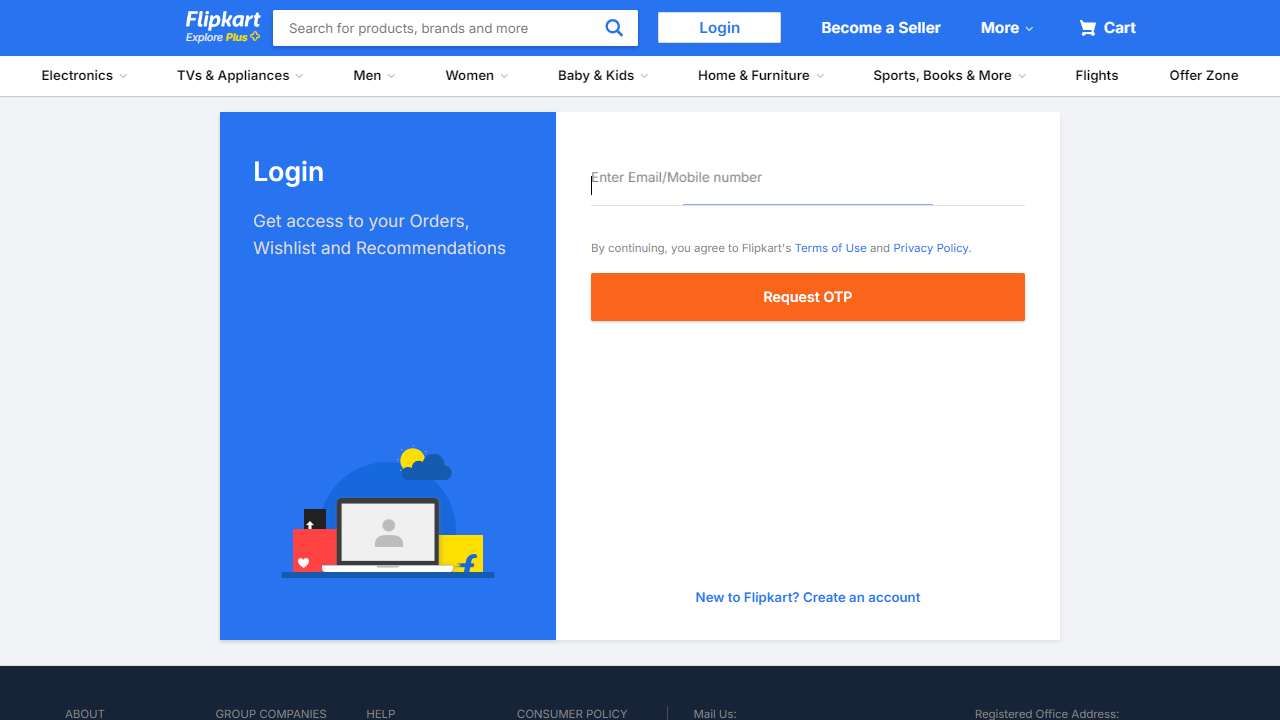 Flipkart
Explore Plus
Search for products, brands and more
Login
Become a Seller
More
Cart
Electronics
TVs & Appliances
Men
Women
Baby & Kids
Home & Furniture
Sports, Books & More
Flights
Offer Zone
Login
Get access to your Orders,
Wishlist and Recommendations
Enter Email/Mobile number
By continuing, you agree to Flipkart's Terms of Use and Privacy Policy.
Request OTP
New to Flipkart? Create an account
ABOUT
GROUP COMPANIES
HELP
CONSUMER POLICY
Mail Us:
Registered Office Address: